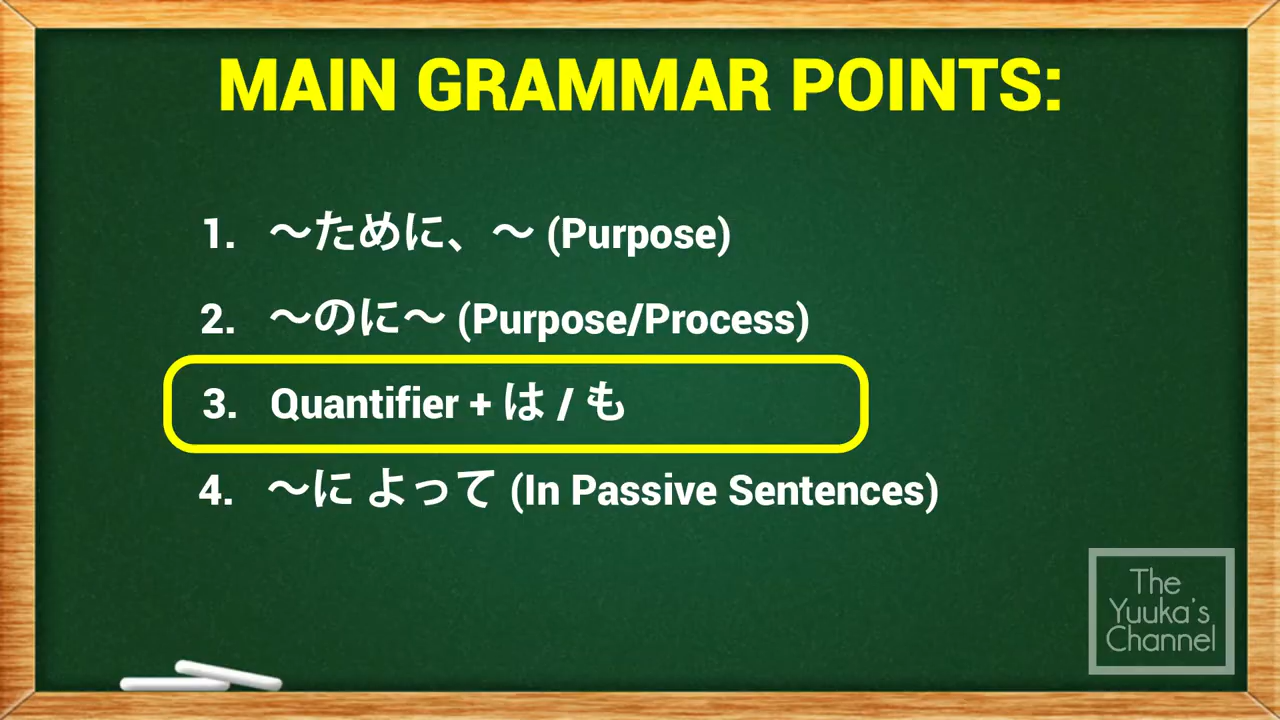 MAIN GRAMMAR POINTS:
1. ～ために、～ (Purpose)
2. ～のに～ (Purpose/Process)
3. Quantifier + は / も
4. ～に よって (In Passive Sentences)
The
Yuuka's
Channel